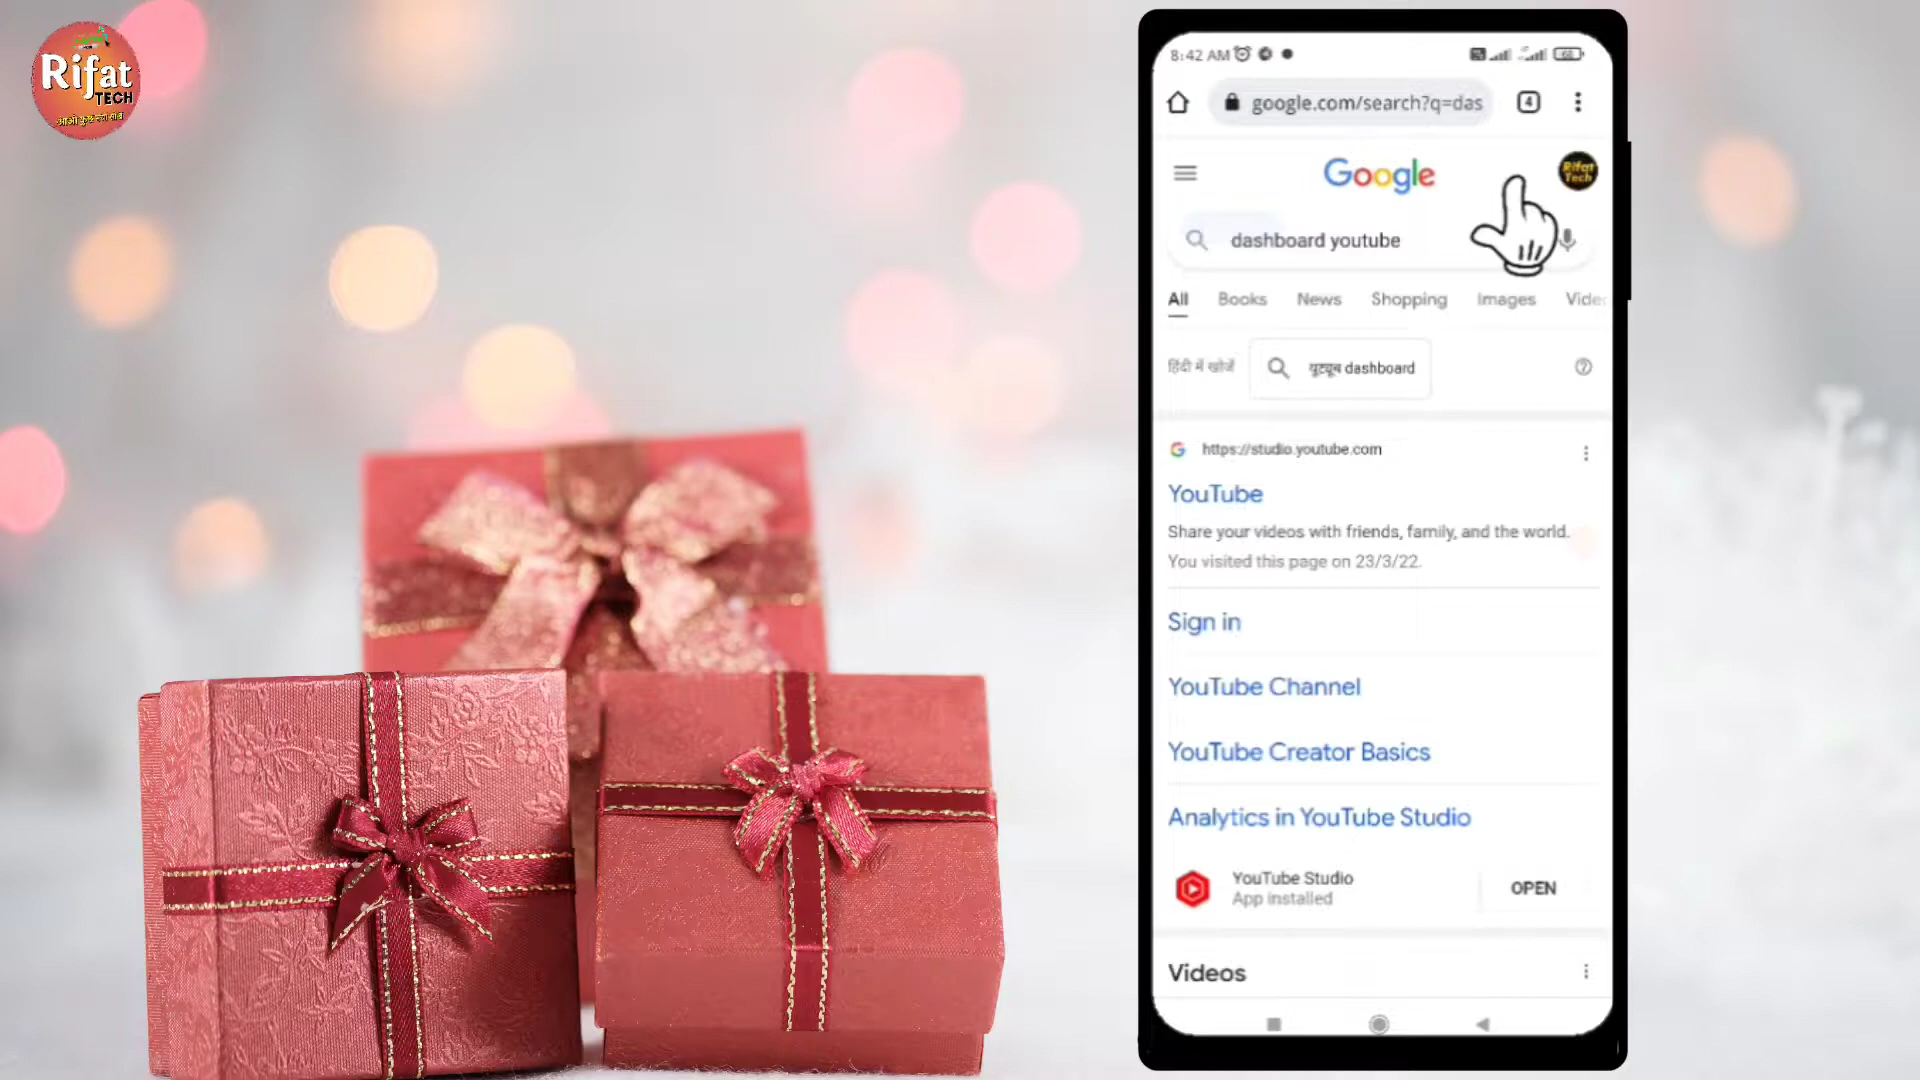 Rifat
TECH
8:42 AM
google.com/search?q=das
4
Google
Rifat
Tech
dashboard youtube
All Books News Shopping Images Vide
हिंदी में खोजें यूट्यूब dashboard
https://studio.youtube.com
YouTube
Share your videos with friends, family, and the world.
You visited this page on 23/3/22.
Sign in
YouTube Channel
YouTube Creator Basics
Analytics in YouTube Studio
YouTube Studio
App installed
OPEN
Videos